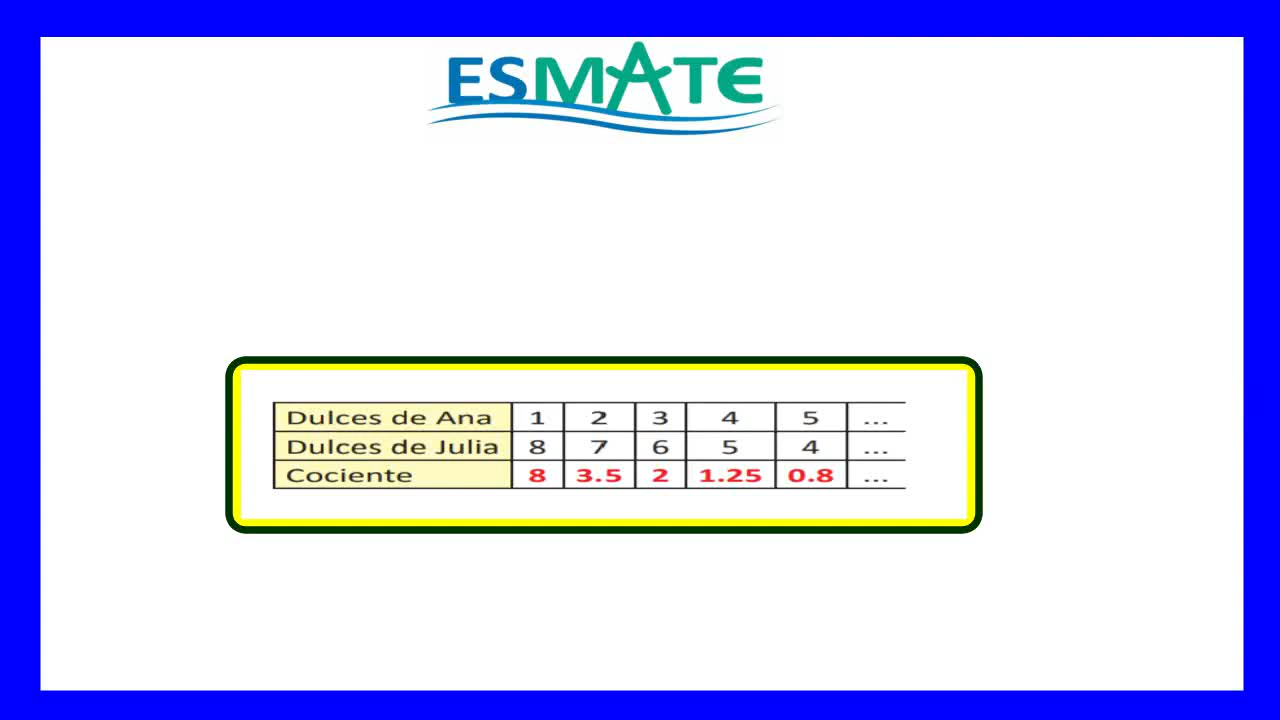 ESMATE
Dulces de Ana 1 2 3 4 5 ...
Dulces de Julia 8 7 6 5 4 ...
Cociente 8 3.5 2 1.25 0.8 ...